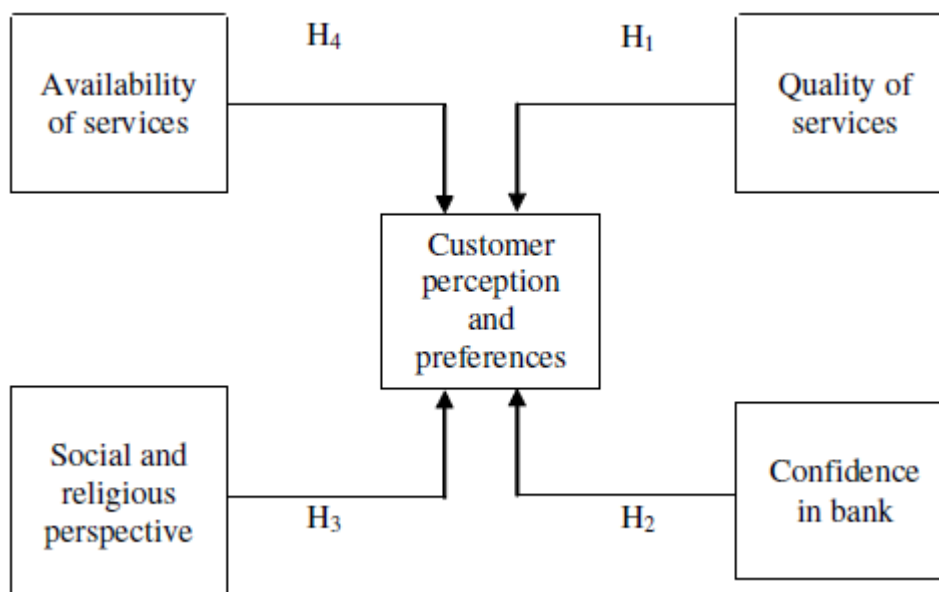 H₄
H₁
Availability
of services
Quality of
services
Customer
perception
and
preferences
Social and
religious
perspective
Confidence
in bank
H₃
H₂